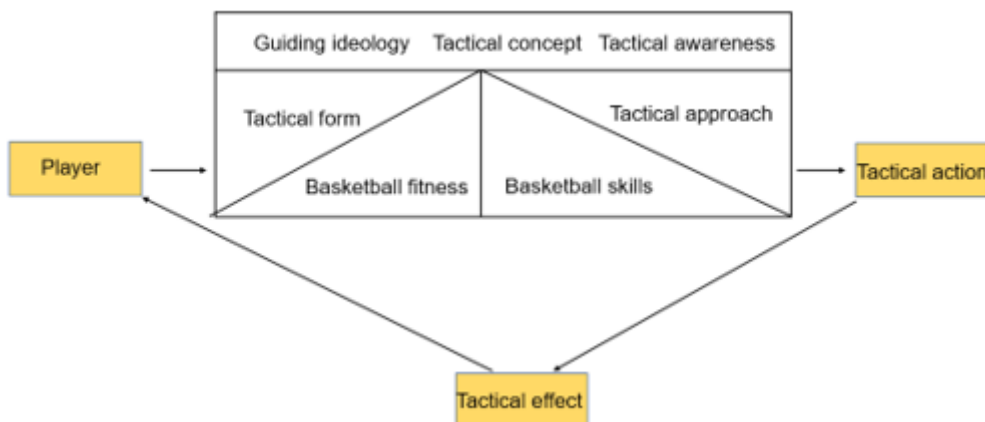 Guiding ideology Tactical concept Tactical awareness
Tactical form
Tactical approach
Player
Tactical action
Basketball fitness
Basketball skills
Tactical effect